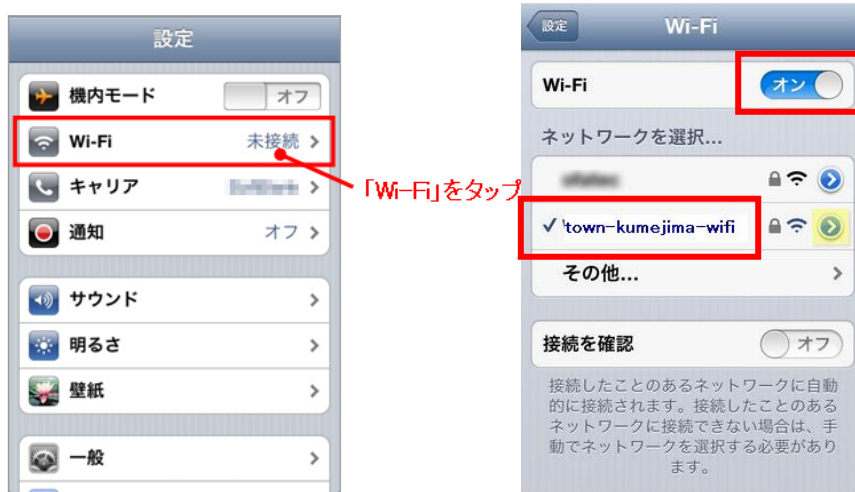 設定
機内モード オフ
Wi-Fi 未接続
キャリア
通知 オフ
サウンド
明るさ
壁紙
一般
「Wi-Fi」をタップ
設定 Wi-Fi
Wi-Fi オン
ネットワークを選択...
town-kumejima-wifi
その他...
接続を確認 オフ
接続したことのあるネットワークに自動
的に接続されます。接続したことのある
ネットワークに接続できない場合は、手
動でネットワークを選択する必要があり
ます。